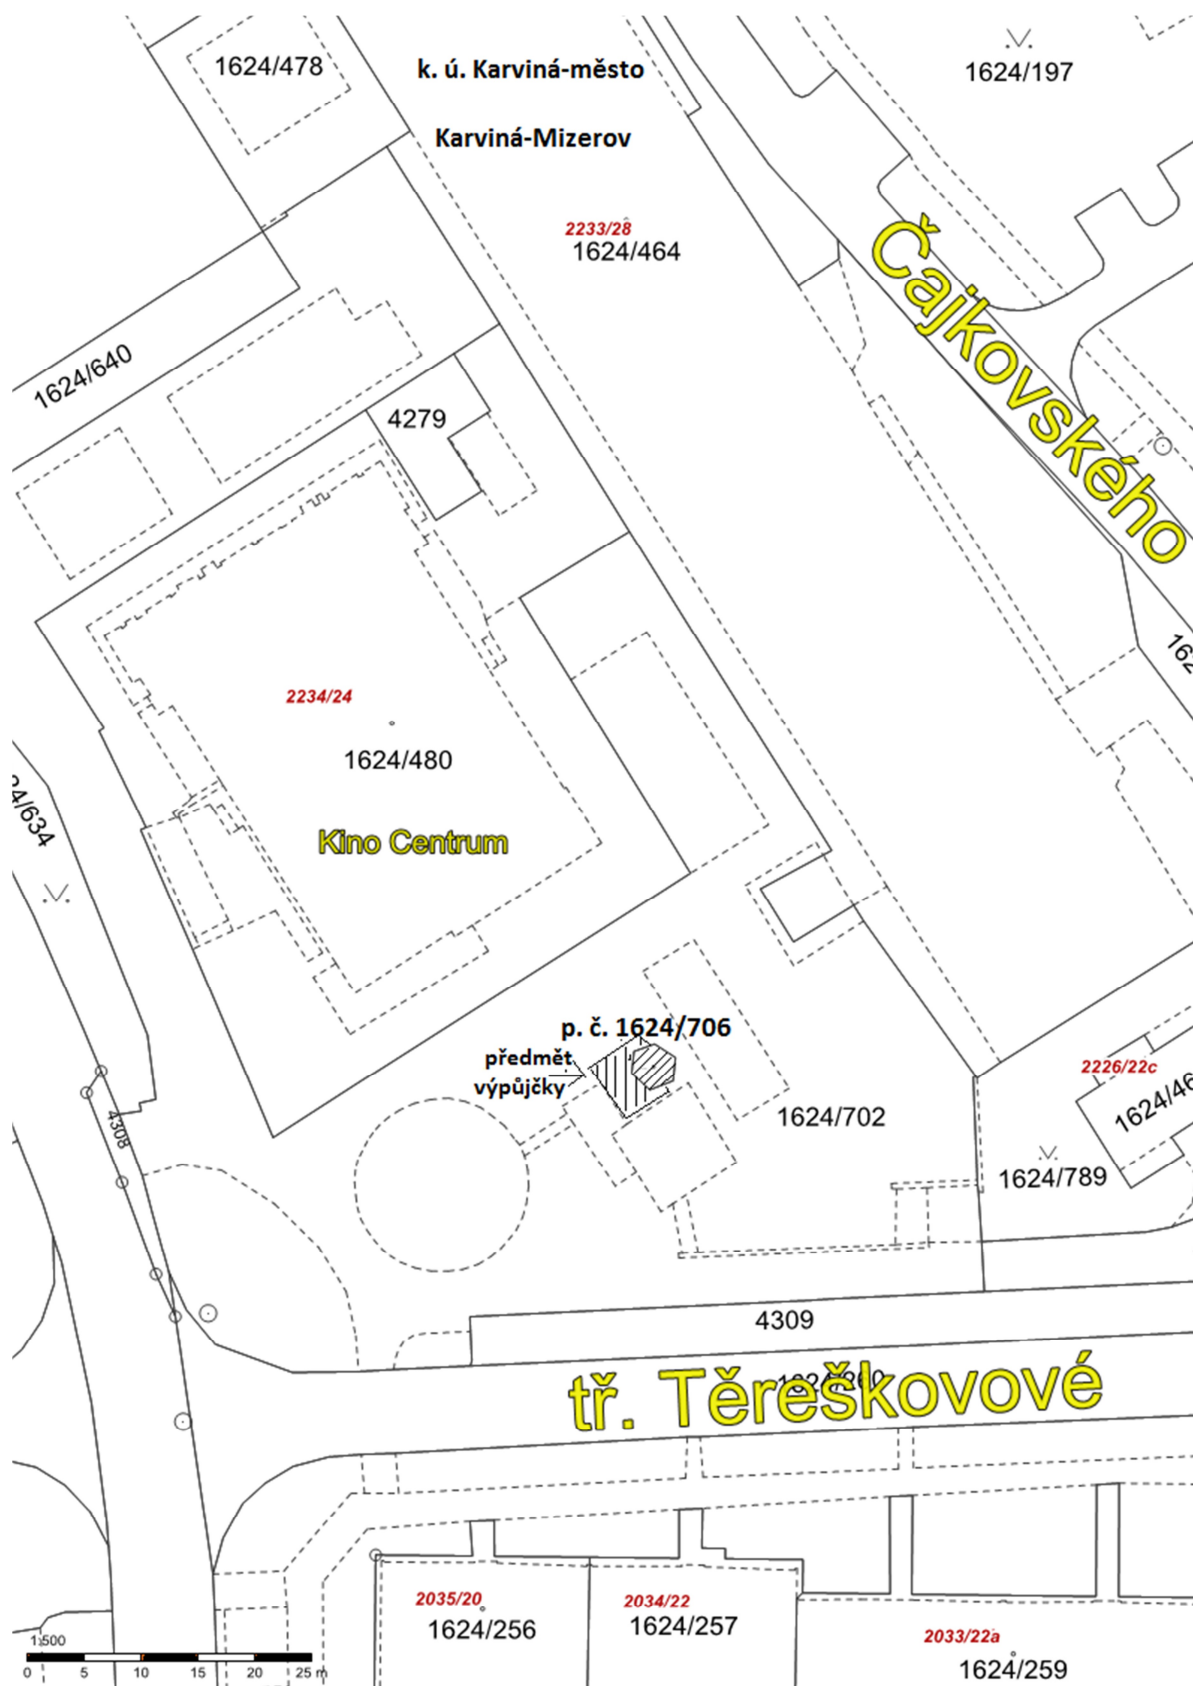 1624/478
k. ú. Karviná-město
1624/197
Karviná-Mizerov
2233/28
1624/464
Čajkovského
1624/640
4279
2234/24
1624/480
Kino Centrum
p. č. 1624/706
předmět
výpůjčky
2226/22c
1624/702
4308
1624/789
4309
tř. Těreškovové
2035/20
1624/256
2034/22
1624/257
2033/22a
1624/259
1:500
0 5 10 15 20 25 m